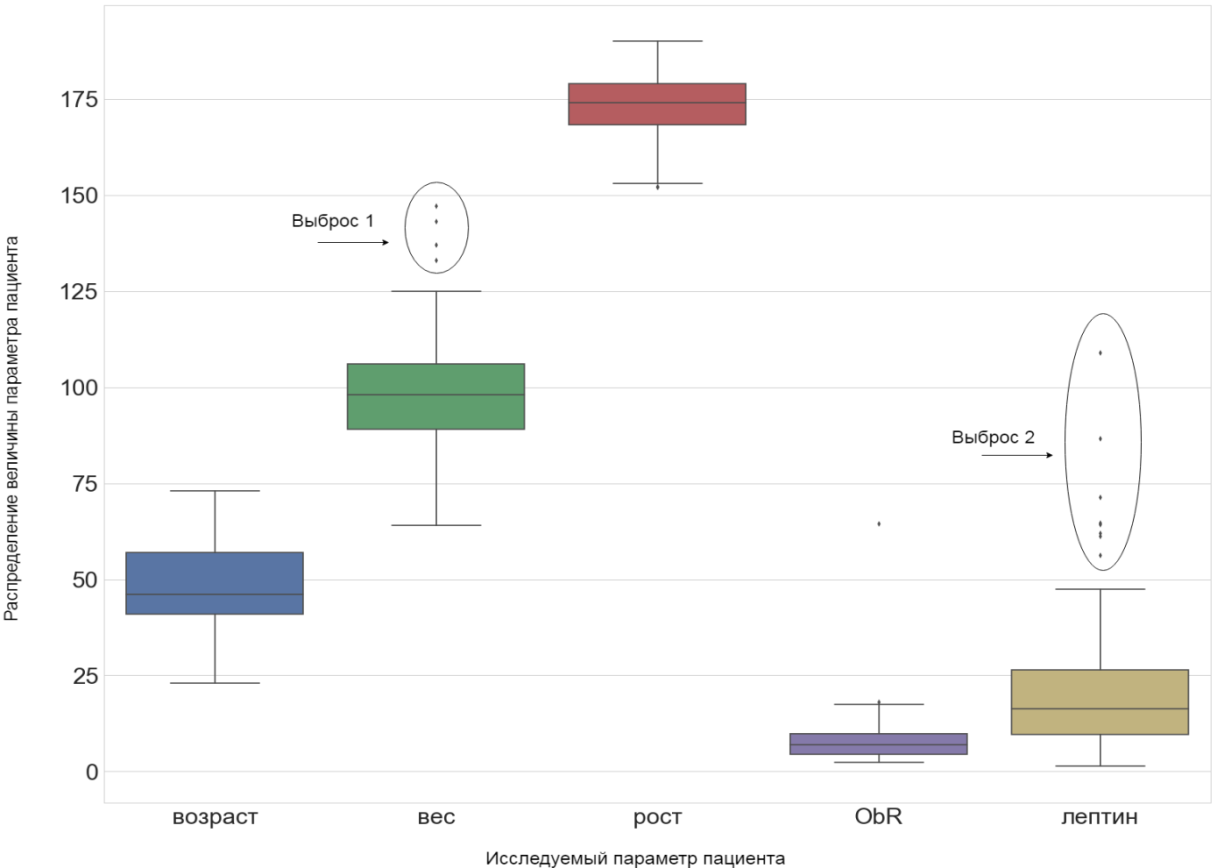 Распределение величины параметра пациента
175
150
125
100
75
50
25
0
Выброс 1
Выброс 2
возраст вес рост ObR лептин
Исследуемый параметр пациента